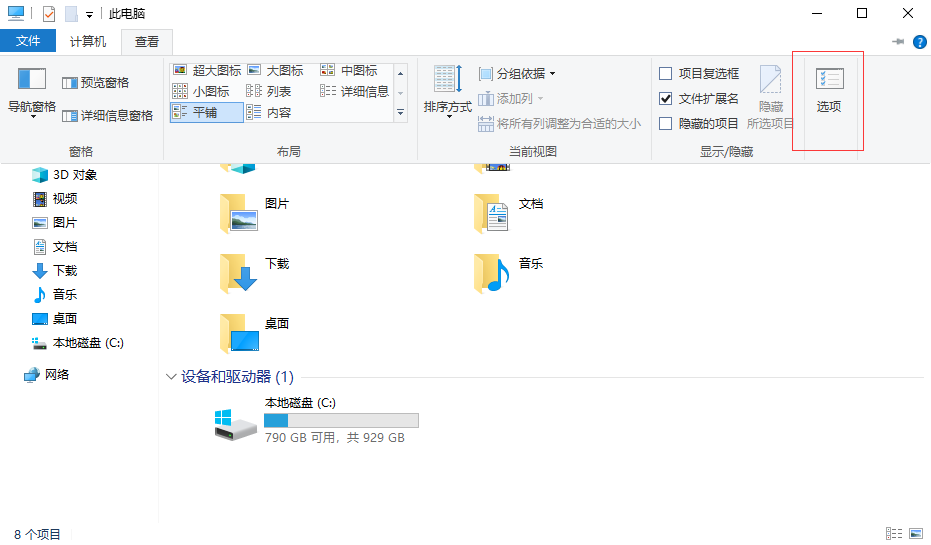 此电脑
文件 计算机 查看
导航窗格
预览窗格
详细信息窗格
窗格
超大图标 大图标 中图标
小图标 列表 详细信息
平铺 内容
布局
排序方式
分组依据
添加列
将所有列调整为合适的大小
当前视图
项目复选框
文件扩展名
隐藏的项目
隐藏
所选项目
显示/隐藏
选项
3D 对象
视频
图片
文档
下载
音乐
桌面
本地磁盘 (C:)
网络
图片 文档
下载 音乐
桌面
设备和驱动器 (1)
本地磁盘 (C:)
790 GB 可用，共 929 GB
8 个项目